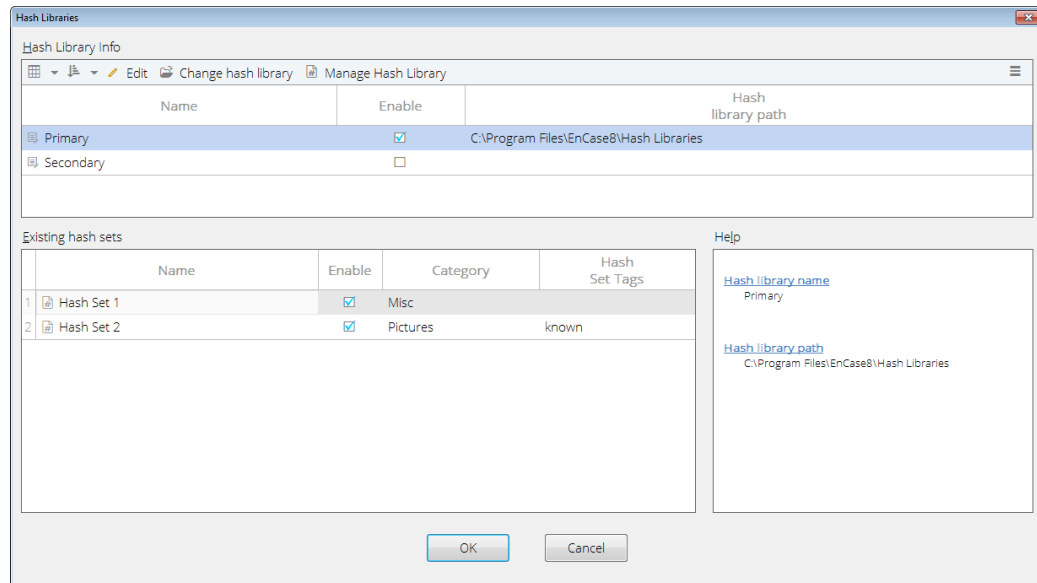 Hash Libraries
Hash Library Info
Edit Change hash library Manage Hash Library
Name Enable Hash
library path
Primary C:\Program Files\EnCase8\Hash Libraries
Secondary
Existing hash sets
Name Enable Category Hash
Set Tags
1 Hash Set 1 Misc
2 Hash Set 2 Pictures known
Help
Hash library name
Primary
Hash library path
C:\Program Files\EnCase8\Hash Libraries
OK Cancel